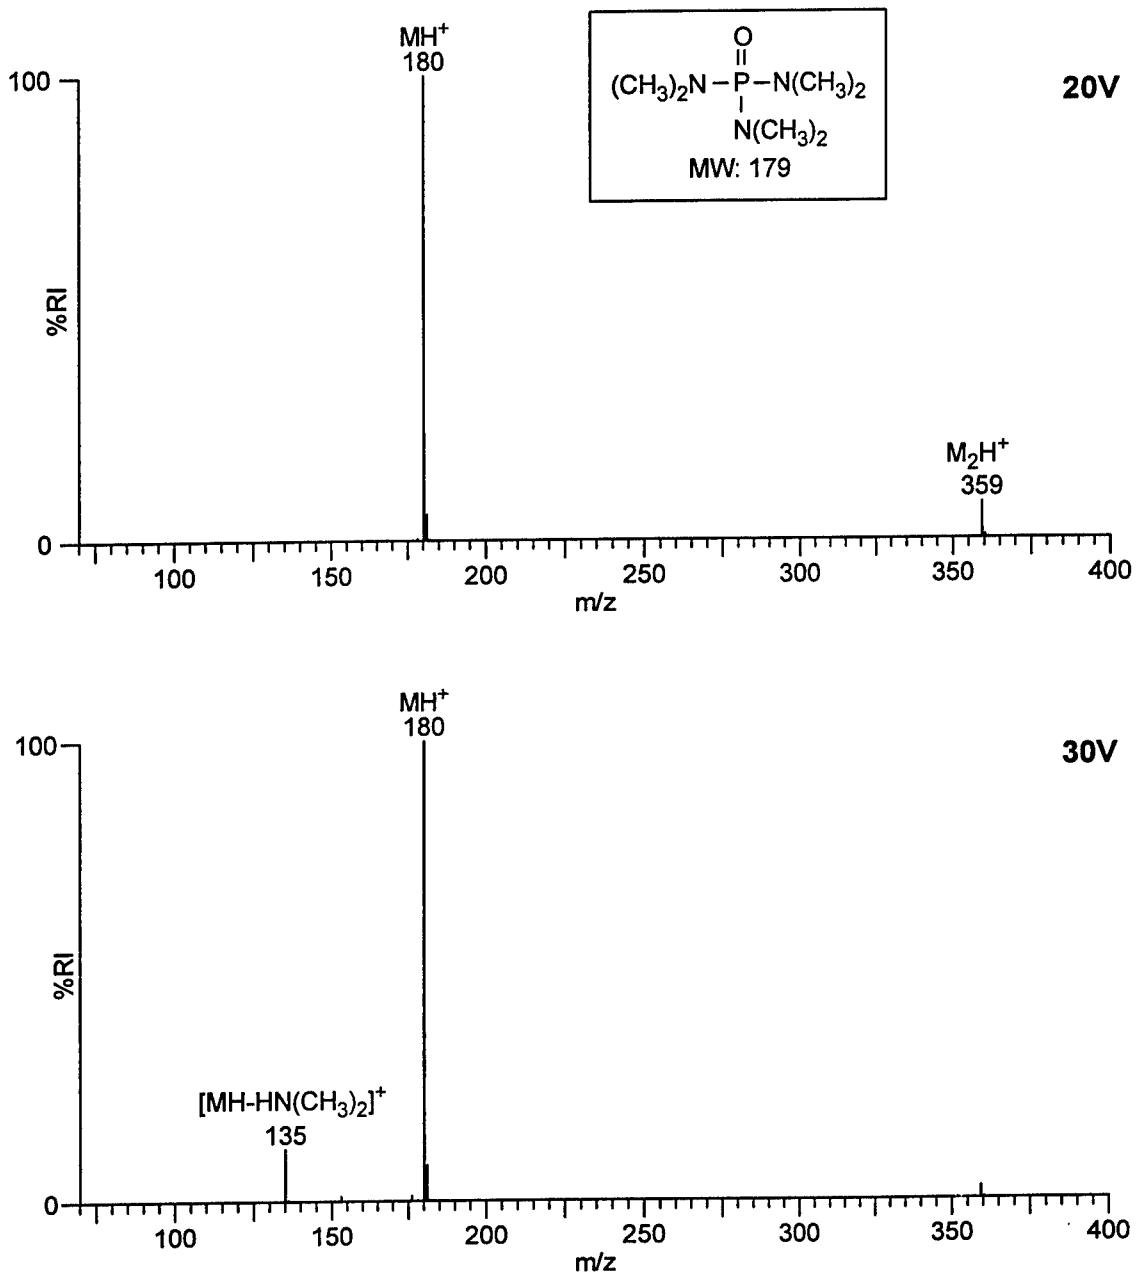 MH⁺
180
100
O
||
(CH₃)₂N–P–N(CH₃)₂
|
N(CH₃)₂
MW: 179
20V
%RI
M₂H⁺
359
0
100 150 200 250 300 350 400
m/z
MH⁺
180
100
30V
%RI
[MH-HN(CH₃)₂]⁺
135
0
100 150 200 250 300 350 400
m/z